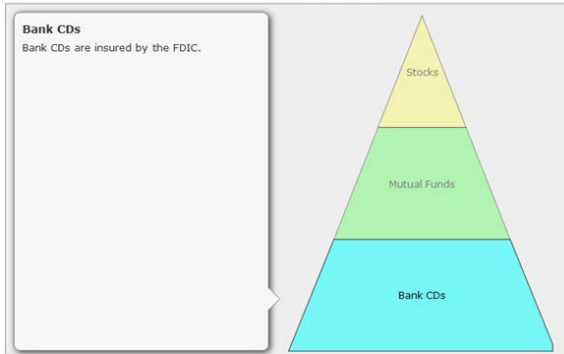 Bank CDs
Bank CDs are insured by the FDIC.
Stocks
Mutual Funds
Bank CDs